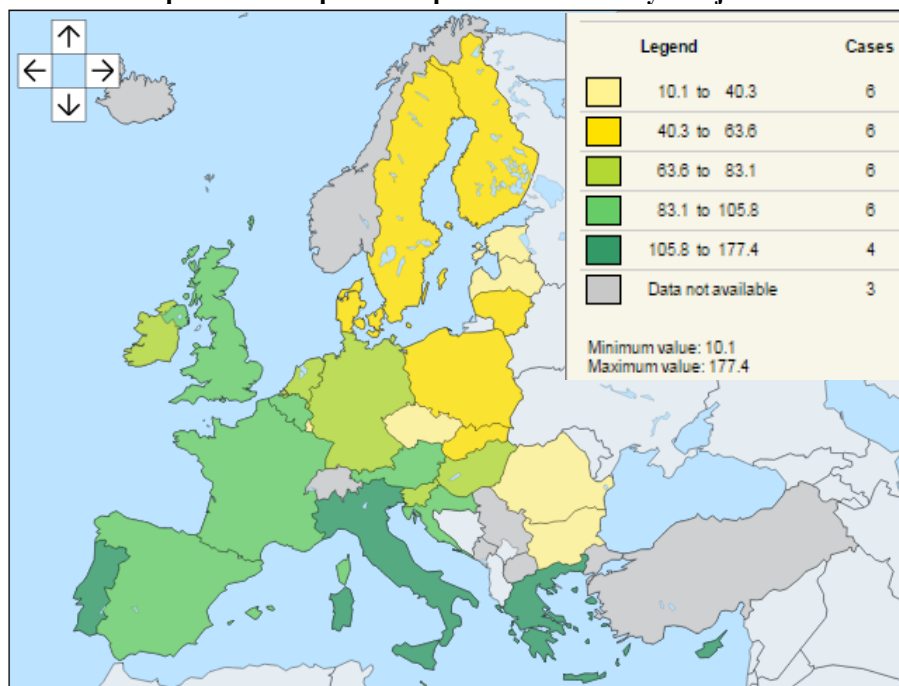 Legend Cases
10.1 to 40.3 6
40.3 to 63.6 6
63.6 to 83.1 6
83.1 to 105.8 6
105.8 to 177.4 4
Data not available 3
Minimum value: 10.1
Maximum value: 177.4